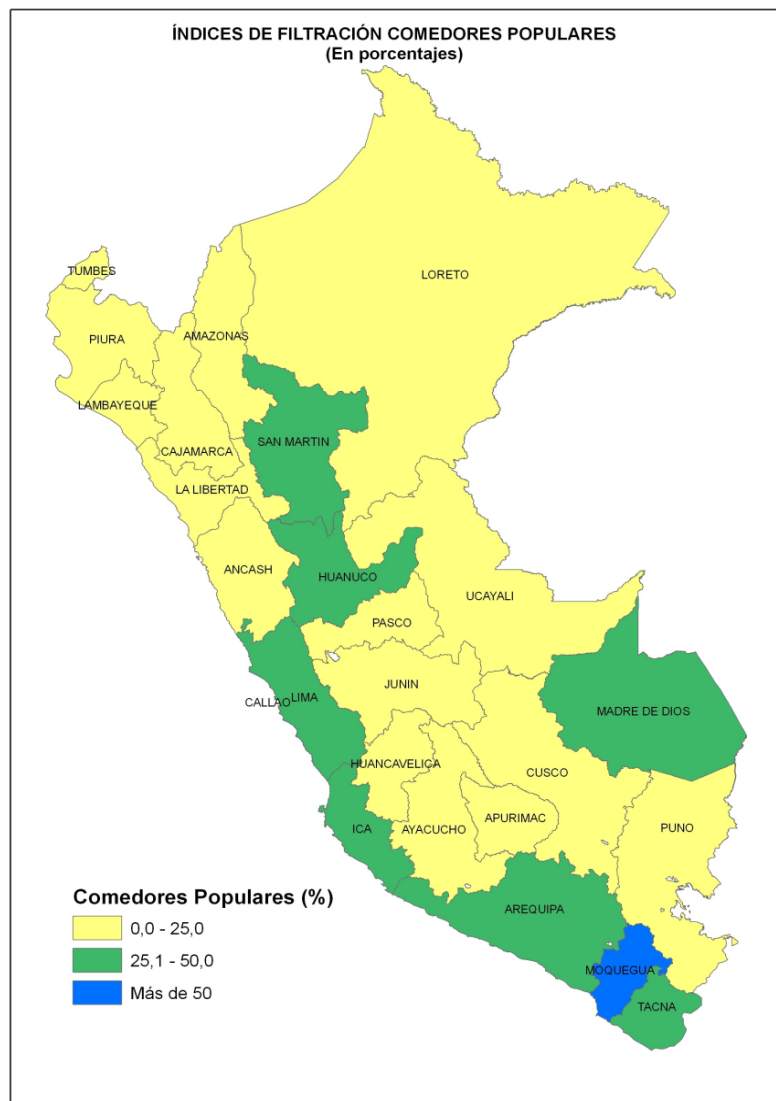 ÍNDICES DE FILTRACIÓN COMEDORES POPULARES
(En porcentajes)
TUMBES
LORETO
PIURA
AMAZONAS
LAMBAYEQUE
SAN MARTIN
CAJAMARCA
LA LIBERTAD
ANCASH
HUANUCO
UCAYALI
PASCO
JUNIN
CALLAO
LIMA
MADRE DE DIOS
HUANCAVELICA
CUSCO
ICA
AYACUCHO
APURIMAC
PUNO
AREQUIPA
MOQUEGUA
TACNA
Comedores Populares (%)
0,0 - 25,0
25,1 - 50,0
Más de 50